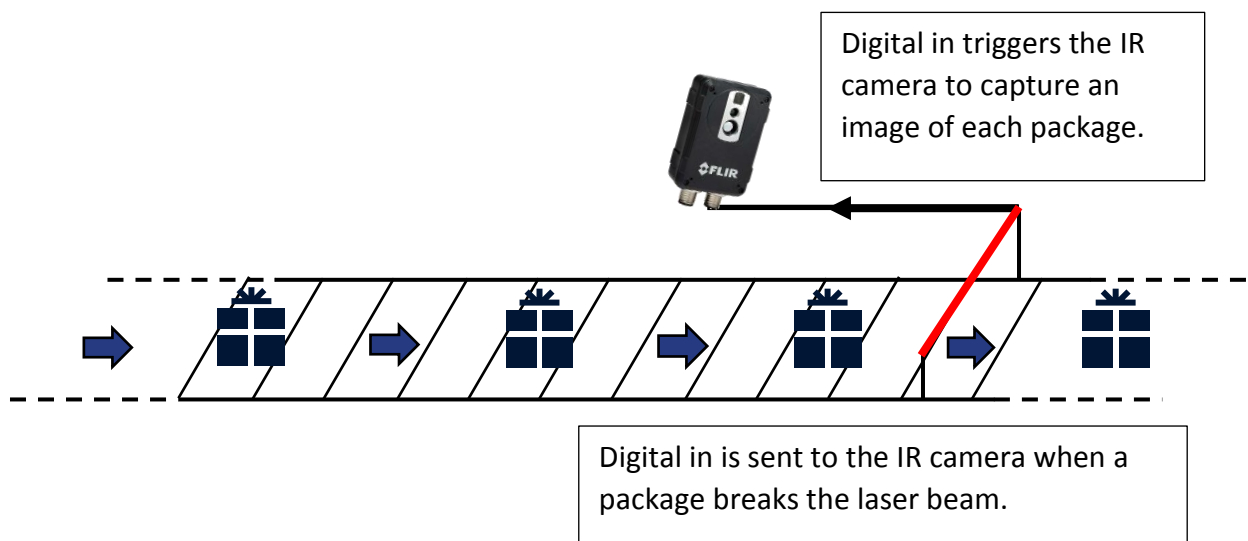 Digital in triggers the IR
camera to capture an
image of each package.
FLIR
Digital in is sent to the IR camera when a
package breaks the laser beam.